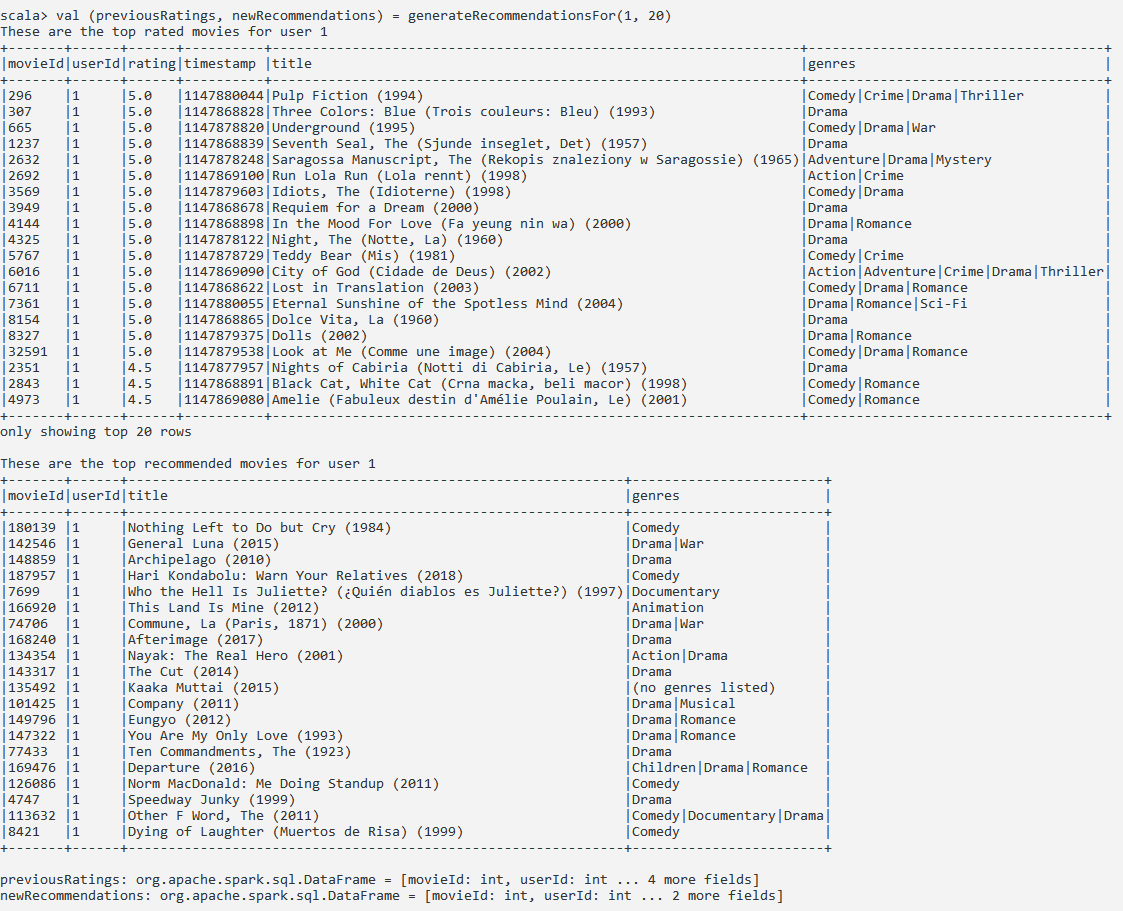 scala> val (previousRatings, newRecommendations) = generateRecommendationsFor(1, 20)
These are the top rated movies for user 1
+-------+------+------+----------+------------------------------------------------------------------+-------------------------------------+
|movieId|userId|rating|timestamp |title                                                             |genres                               |
+-------+------+------+----------+------------------------------------------------------------------+-------------------------------------+
|296    |1     |5.0   |1147880044|Pulp Fiction (1994)                                               |Comedy|Crime|Drama|Thriller          |
|307    |1     |5.0   |1147868828|Three Colors: Blue (Trois couleurs: Bleu) (1993)                  |Drama                                |
|665    |1     |5.0   |1147878820|Underground (1995)                                                |Comedy|Drama|War                     |
|1237   |1     |5.0   |1147868839|Seventh Seal, The (Sjunde inseglet, Det) (1957)                   |Drama                                |
|2632   |1     |5.0   |1147878248|Saragossa Manuscript, The (Rekopis znaleziony w Saragossie) (1965)|Adventure|Drama|Mystery              |
|2692   |1     |5.0   |1147869100|Run Lola Run (Lola rennt) (1998)                                  |Action|Crime                         |
|3569   |1     |5.0   |1147879603|Idiots, The (Idioterne) (1998)                                    |Comedy|Drama                         |
|3949   |1     |5.0   |1147868678|Requiem for a Dream (2000)                                        |Drama                                |
|4144   |1     |5.0   |1147868898|In the Mood For Love (Fa yeung nin wa) (2000)                     |Drama|Romance                        |
|4325   |1     |5.0   |1147878122|Night, The (Notte, La) (1960)                                     |Drama                                |
|5767   |1     |5.0   |1147878729|Teddy Bear (Mis) (1981)                                           |Comedy|Crime                         |
|6016   |1     |5.0   |1147869090|City of God (Cidade de Deus) (2002)                               |Action|Adventure|Crime|Drama|Thriller|
|6711   |1     |5.0   |1147868622|Lost in Translation (2003)                                        |Comedy|Drama|Romance                 |
|7361   |1     |5.0   |1147880055|Eternal Sunshine of the Spotless Mind (2004)                      |Drama|Romance|Sci-Fi                 |
|8154   |1     |5.0   |1147868865|Dolce Vita, La (1960)                                             |Drama                                |
|8327   |1     |5.0   |1147879375|Dolls (2002)                                                      |Drama|Romance                        |
|32591  |1     |5.0   |1147879538|Look at Me (Comme une image) (2004)                               |Comedy|Drama|Romance                 |
|2351   |1     |4.5   |1147877957|Nights of Cabiria (Notti di Cabiria, Le) (1957)                   |Drama                                |
|2843   |1     |4.5   |1147868891|Black Cat, White Cat (Crna macka, beli macor) (1998)              |Comedy|Romance                       |
|4973   |1     |4.5   |1147869080|Amelie (Fabuleux destin d'Amélie Poulain, Le) (2001)              |Comedy|Romance                       |
+-------+------+------+----------+------------------------------------------------------------------+-------------------------------------+
only showing top 20 rows

These are the top recommended movies for user 1
+-------+------+--------------------------------------------------------------+------------------------+
|movieId|userId|title                                                         |genres                  |
+-------+------+--------------------------------------------------------------+------------------------+
|180139 |1     |Nothing Left to Do but Cry (1984)                             |Comedy                  |
|142546 |1     |General Luna (2015)                                           |Drama|War               |
|148859 |1     |Archipelago (2010)                                            |Drama                   |
|187957 |1     |Hari Kondabolu: Warn Your Relatives (2018)                    |Comedy                  |
|7699   |1     |Who the Hell Is Juliette? (¿Quién diablos es Juliette?) (1997)|Documentary             |
|166920 |1     |This Land Is Mine (2012)                                      |Animation               |
|74706  |1     |Commune, La (Paris, 1871) (2000)                              |Drama|War               |
|168240 |1     |Afterimage (2017)                                             |Drama                   |
|134354 |1     |Nayak: The Real Hero (2001)                                   |Action|Drama            |
|143317 |1     |The Cut (2014)                                                |Drama                   |
|135492 |1     |Kaaka Muttai (2015)                                           |(no genres listed)      |
|101425 |1     |Company (2011)                                                |Drama|Musical           |
|149796 |1     |Eungyo (2012)                                                 |Drama|Romance           |
|147322 |1     |You Are My Only Love (1993)                                   |Drama|Romance           |
|77433  |1     |Ten Commandments, The (1923)                                  |Drama                   |
|169476 |1     |Departure (2016)                                              |Children|Drama|Romance  |
|126086 |1     |Norm MacDonald: Me Doing Standup (2011)                       |Comedy                  |
|4747   |1     |Speedway Junky (1999)                                         |Drama                   |
|113632 |1     |Other F Word, The (2011)                                      |Comedy|Documentary|Drama|
|8421   |1     |Dying of Laughter (Muertos de Risa) (1999)                    |Comedy                  |
+-------+------+--------------------------------------------------------------+------------------------+

previousRatings: org.apache.spark.sql.DataFrame = [movieId: int, userId: int ... 4 more fields]
newRecommendations: org.apache.spark.sql.DataFrame = [movieId: int, userId: int ... 2 more fields]